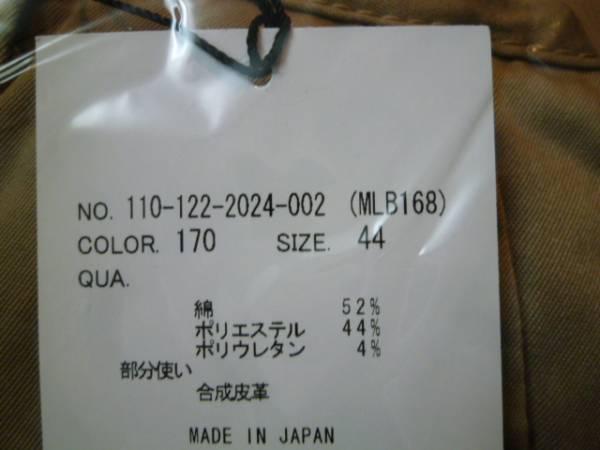 NO. 110-122-2024-002 (MLB168)
COLOR. 170 SIZE. 44
QUA.
綿 52%
ポリエステル 44%
ポリウレタン 4%
部分使い
合成皮革
MADE IN JAPAN